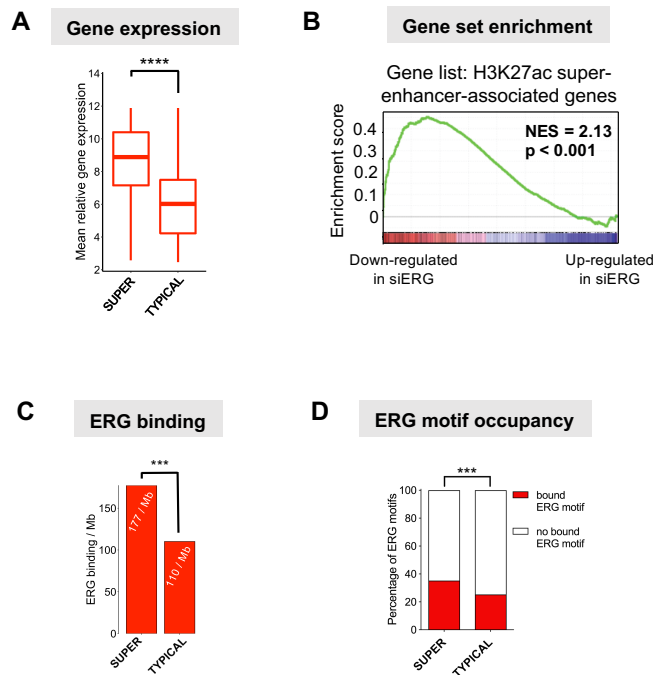 A
Gene expression
****
Mean relative gene expression
14
12
10
8
6
4
2
SUPER
TYPICAL
B
Gene set enrichment
Gene list: H3K27ac super-
enhancer-associated genes
Enrichment score
0.4
0.3
0.2
0.1
0
NES = 2.13
p < 0.001
Down-regulated
in siERG
Up-regulated
in siERG
C
ERG binding
***
ERG binding / Mb
150
100
50
0
177 / Mb
110 / Mb
SUPER
TYPICAL
D
ERG motif occupancy
***
Percentage of ERG motifs
100
80
60
40
20
0
bound
ERG motif
no bound
ERG motif
SUPER
TYPICAL